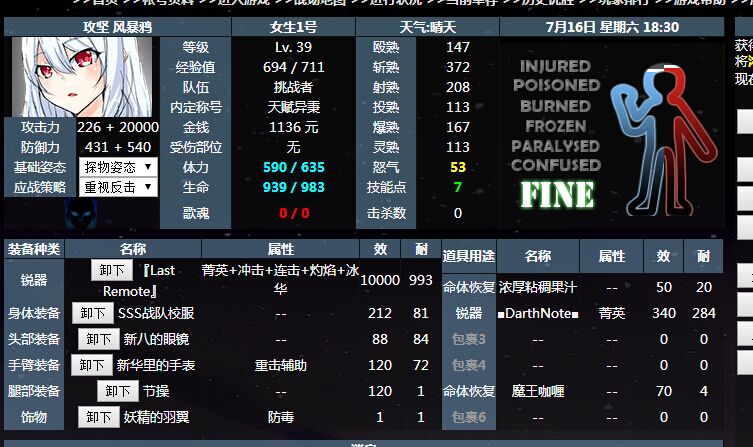 >>首页 >>帐号资料 >>进入游戏 >>战场地图 >>进行状况 >>当前幸存 >>历史优胜 >>玩家排行 >>游戏帮助
攻坚 风暴鸦 女生1号 天气:晴天 7月16日 星期六 18:30
等级 Lv. 39 殴熟 147
经验值 694 / 711 斩熟 372
队伍 挑战者 射熟 208
内定称号 天赋异秉 投熟 113
攻击力 226 + 20000 金钱 1136 元 爆熟 167
防御力 431 + 540 受伤部位 无 灵熟 113
基础姿态 探物姿态 体力 590 / 635 怒气 53
应战策略 重视反击 生命 939 / 983 技能点 7
歌魂 0 / 0 击杀数 0
INJURED
POISONED
BURNED
FROZEN
PARALYSED
CONFUSED
FINE
获得
将
现在
装备种类 名称 属性 效 耐
锐器 卸下 『Last Remote』 菁英+冲击+连击+灼焰+冰华 10000 993
身体装备 卸下 SSS战队校服 -- 212 81
头部装备 卸下 新八的眼镜 -- 88 84
手臂装备 卸下 新华里的手表 重击辅助 120 72
腿部装备 卸下 节操 -- 120 1
饰物 卸下 妖精的羽翼 防毒 1 1
道具用途 名称 属性 效 耐
命体恢复 浓厚粘稠果汁 -- 50 20
锐器 ■DarthNote■ 菁英 340 284
包裹3 -- -- 0 0
包裹4 -- -- 0 0
命体恢复 魔王咖喱 -- 70 4
包裹6 -- -- 0 0